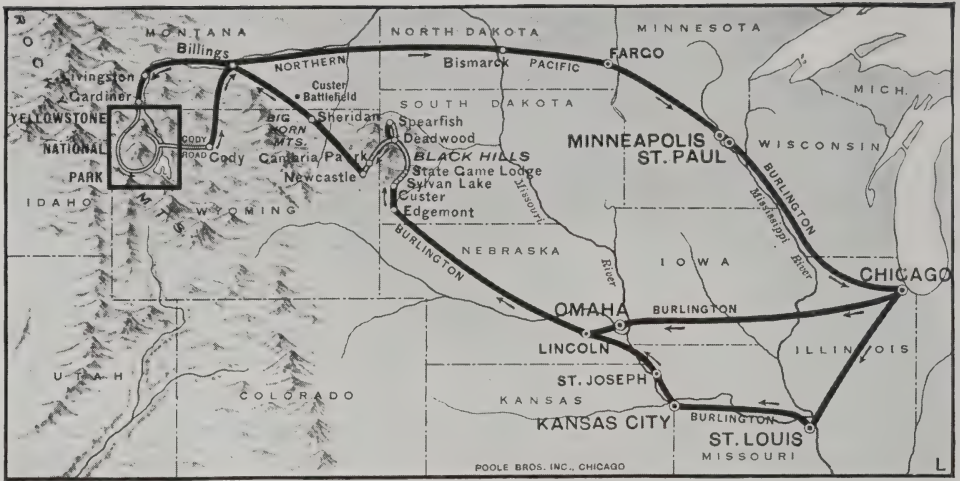 R
O
O
MONTANA
Billings
Livingston
Gardiner
YELLOWSTONE
NATIONAL
PARK
CODY
ROAD
Cody
IDAHO
MTS
WYOMING
NORTHERN
PACIFIC
Custer
Battlefield
BIG
HORN
MTS.
Sheridan
Cambria Park
Newcastle
NORTH DAKOTA
Bismarck
FARGO
MINNESOTA
SOUTH DAKOTA
Spearfish
Deadwood
BLACK HILLS
State Game Lodge
Sylvan Lake
Custer
Edgemont
BURLINGTON
Missouri
River
MINNEAPOLIS
ST. PAUL
WISCONSIN
MICH.
BURLINGTON
Mississippi
River
NEBRASKA
IOWA
CHICAGO
OMAHA
BURLINGTON
LINCOLN
ILLINOIS
ST. JOSEPH
KANSAS
KANSAS CITY
BURLINGTON
ST. LOUIS
MISSOURI
UTAH
COLORADO
POOLE BROS. INC., CHICAGO
L